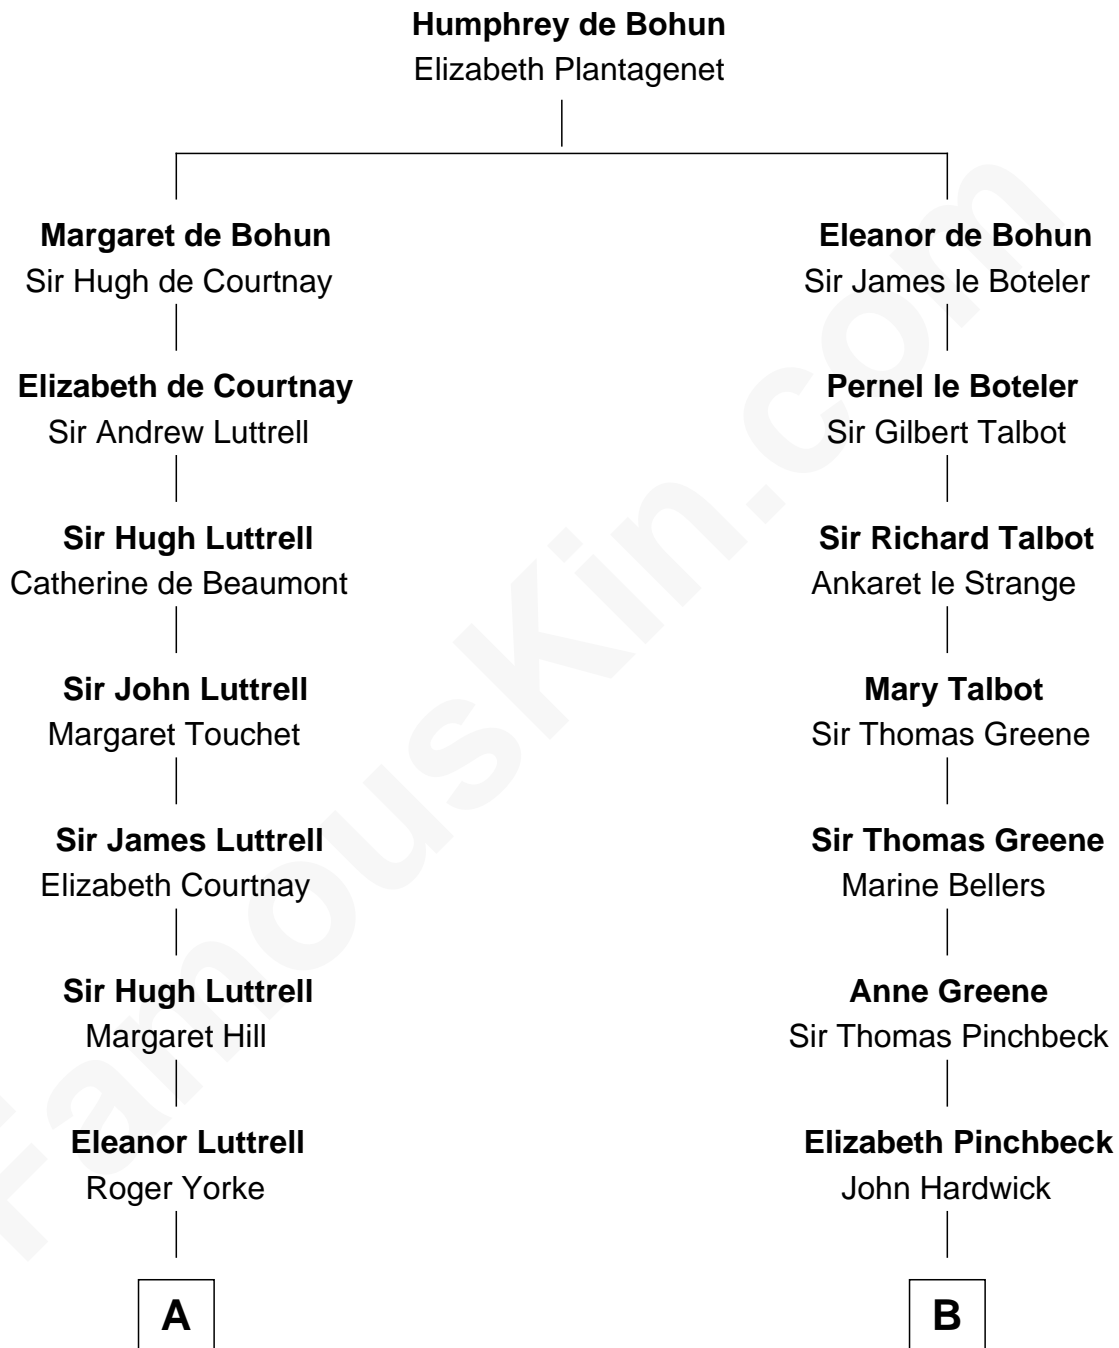 Humphrey de Bohun
Elizabeth Plantagenet
Margaret de Bohun
Sir Hugh de Courtnay
Eleanor de Bohun
Sir James le Boteler
Elizabeth de Courtnay
Sir Andrew Luttrell
Pernel le Boteler
Sir Gilbert Talbot
Sir Hugh Luttrell
Catherine de Beaumont
Sir Richard Talbot
Ankaret le Strange
Sir John Luttrell
Margaret Touchet
Mary Talbot
Sir Thomas Greene
Sir James Luttrell
Elizabeth Courtnay
Sir Thomas Greene
Marine Bellers
Sir Hugh Luttrell
Margaret Hill
Anne Greene
Sir Thomas Pinchbeck
Eleanor Luttrell
Roger Yorke
Elizabeth Pinchbeck
John Hardwick
A
B
FamousKin.com